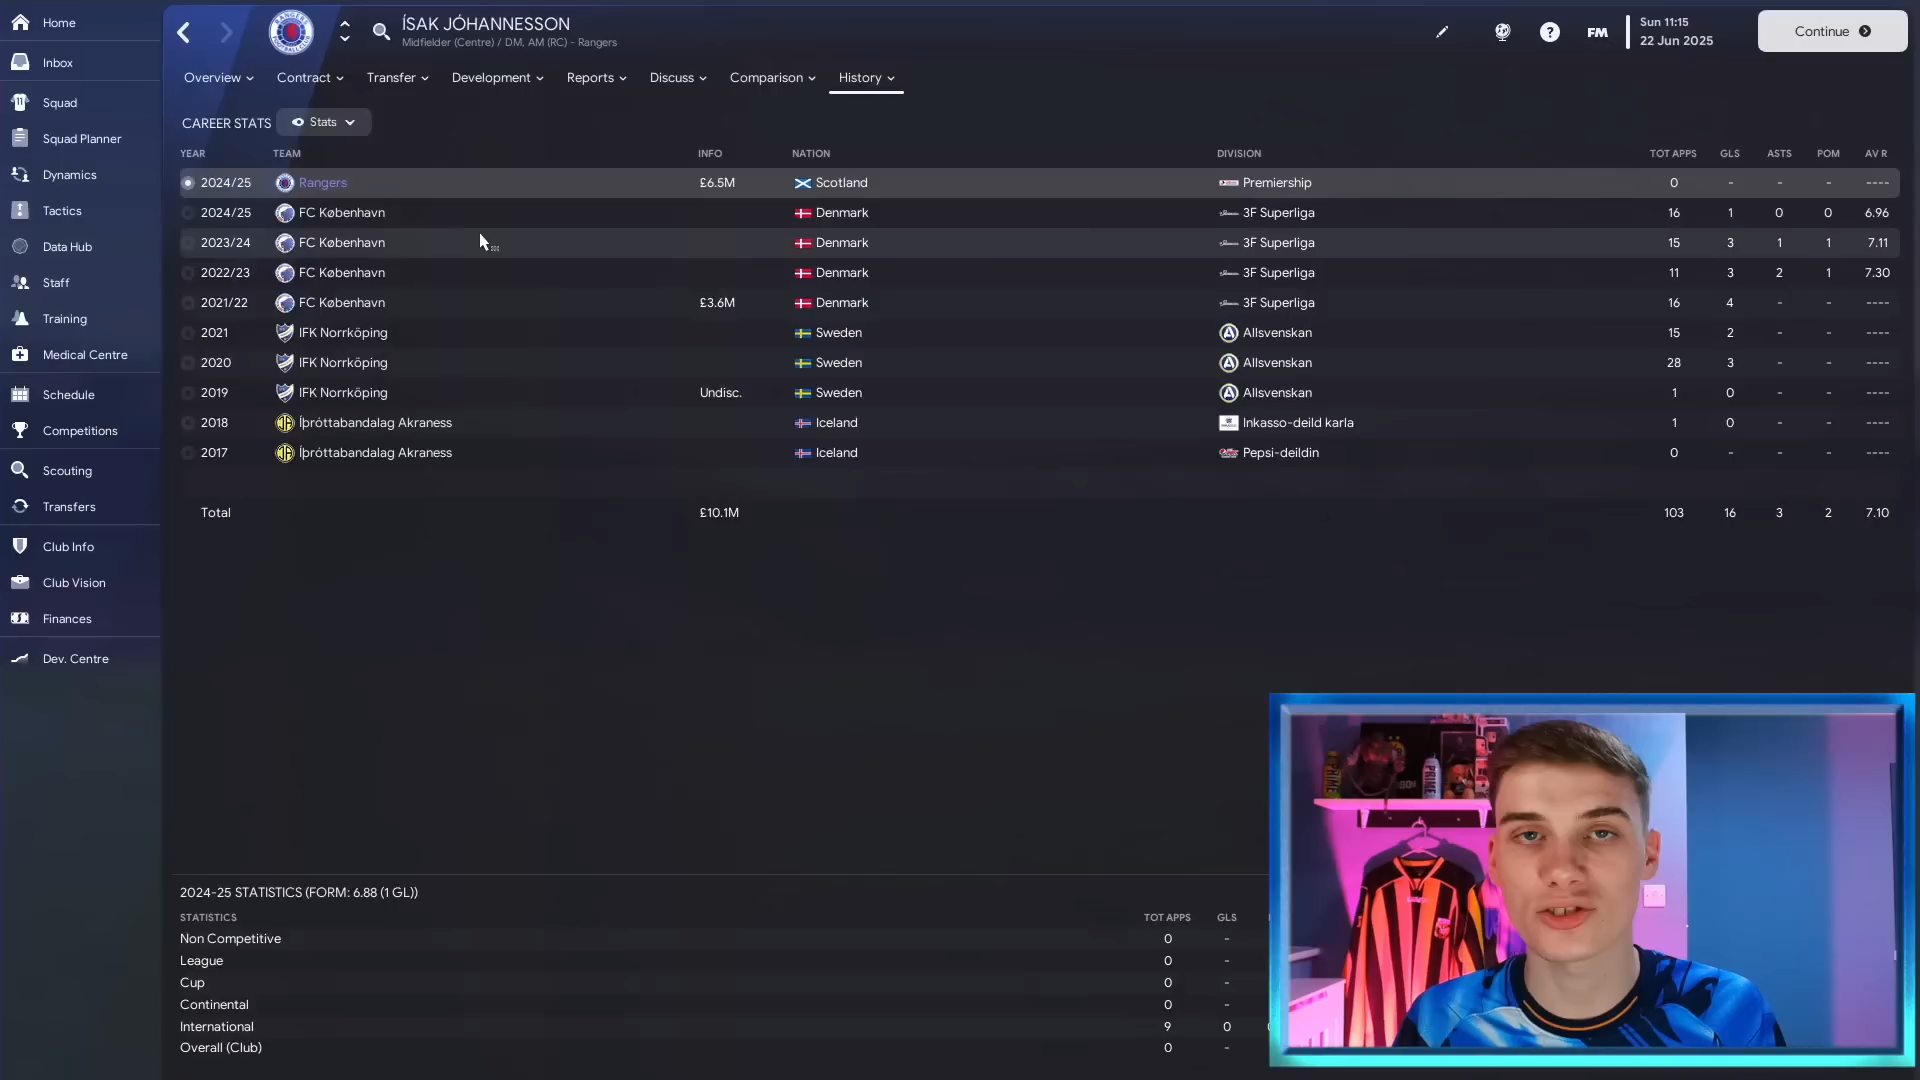 Home
Inbox
Squad
Squad Planner
Dynamics
Tactics
Data Hub
Staff
Training
Medical Centre
Schedule
Competitions
Scouting
Transfers
Club Info
Club Vision
Finances
Dev. Centre
ÍSAK JÓHANNESSON
Midfielder (Centre) / DM, AM (RC) - Rangers
FM
Sun 11:15
22 Jun 2025
Continue
Overview Contract Transfer Development Reports Discuss Comparison History
CAREER STATS Stats
YEAR TEAM INFO NATION DIVISION TOT APPS GLS ASTS POM AV R
2024/25 Rangers £6.5M Scotland Premiership 0 - - - ----
2024/25 FC København Denmark 3F Superliga 16 1 0 0 6.96
2023/24 FC København Denmark 3F Superliga 15 3 1 1 7.11
2022/23 FC København Denmark 3F Superliga 11 3 2 1 7.30
2021/22 FC København £3.6M Denmark 3F Superliga 16 4 - - ----
2021 IFK Norrköping Sweden Allsvenskan 15 2 - - ----
2020 IFK Norrköping Sweden Allsvenskan 28 3 - - ----
2019 IFK Norrköping Undisc. Sweden Allsvenskan 1 0 - - ----
2018 Íþróttabandalag Akraness Iceland Inkasso-deild karla 1 0 - - ----
2017 Íþróttabandalag Akraness Iceland Pepsi-deildin 0 - - - ----
Total £10.1M 103 16 3 2 7.10
2024-25 STATISTICS (FORM: 6.88 (1 GL))
STATISTICS TOT APPS GLS
Non Competitive 0 -
League 0 -
Cup 0 -
Continental 0 -
International 9 0
Overall (Club) 0 -
PRIME
PRIME